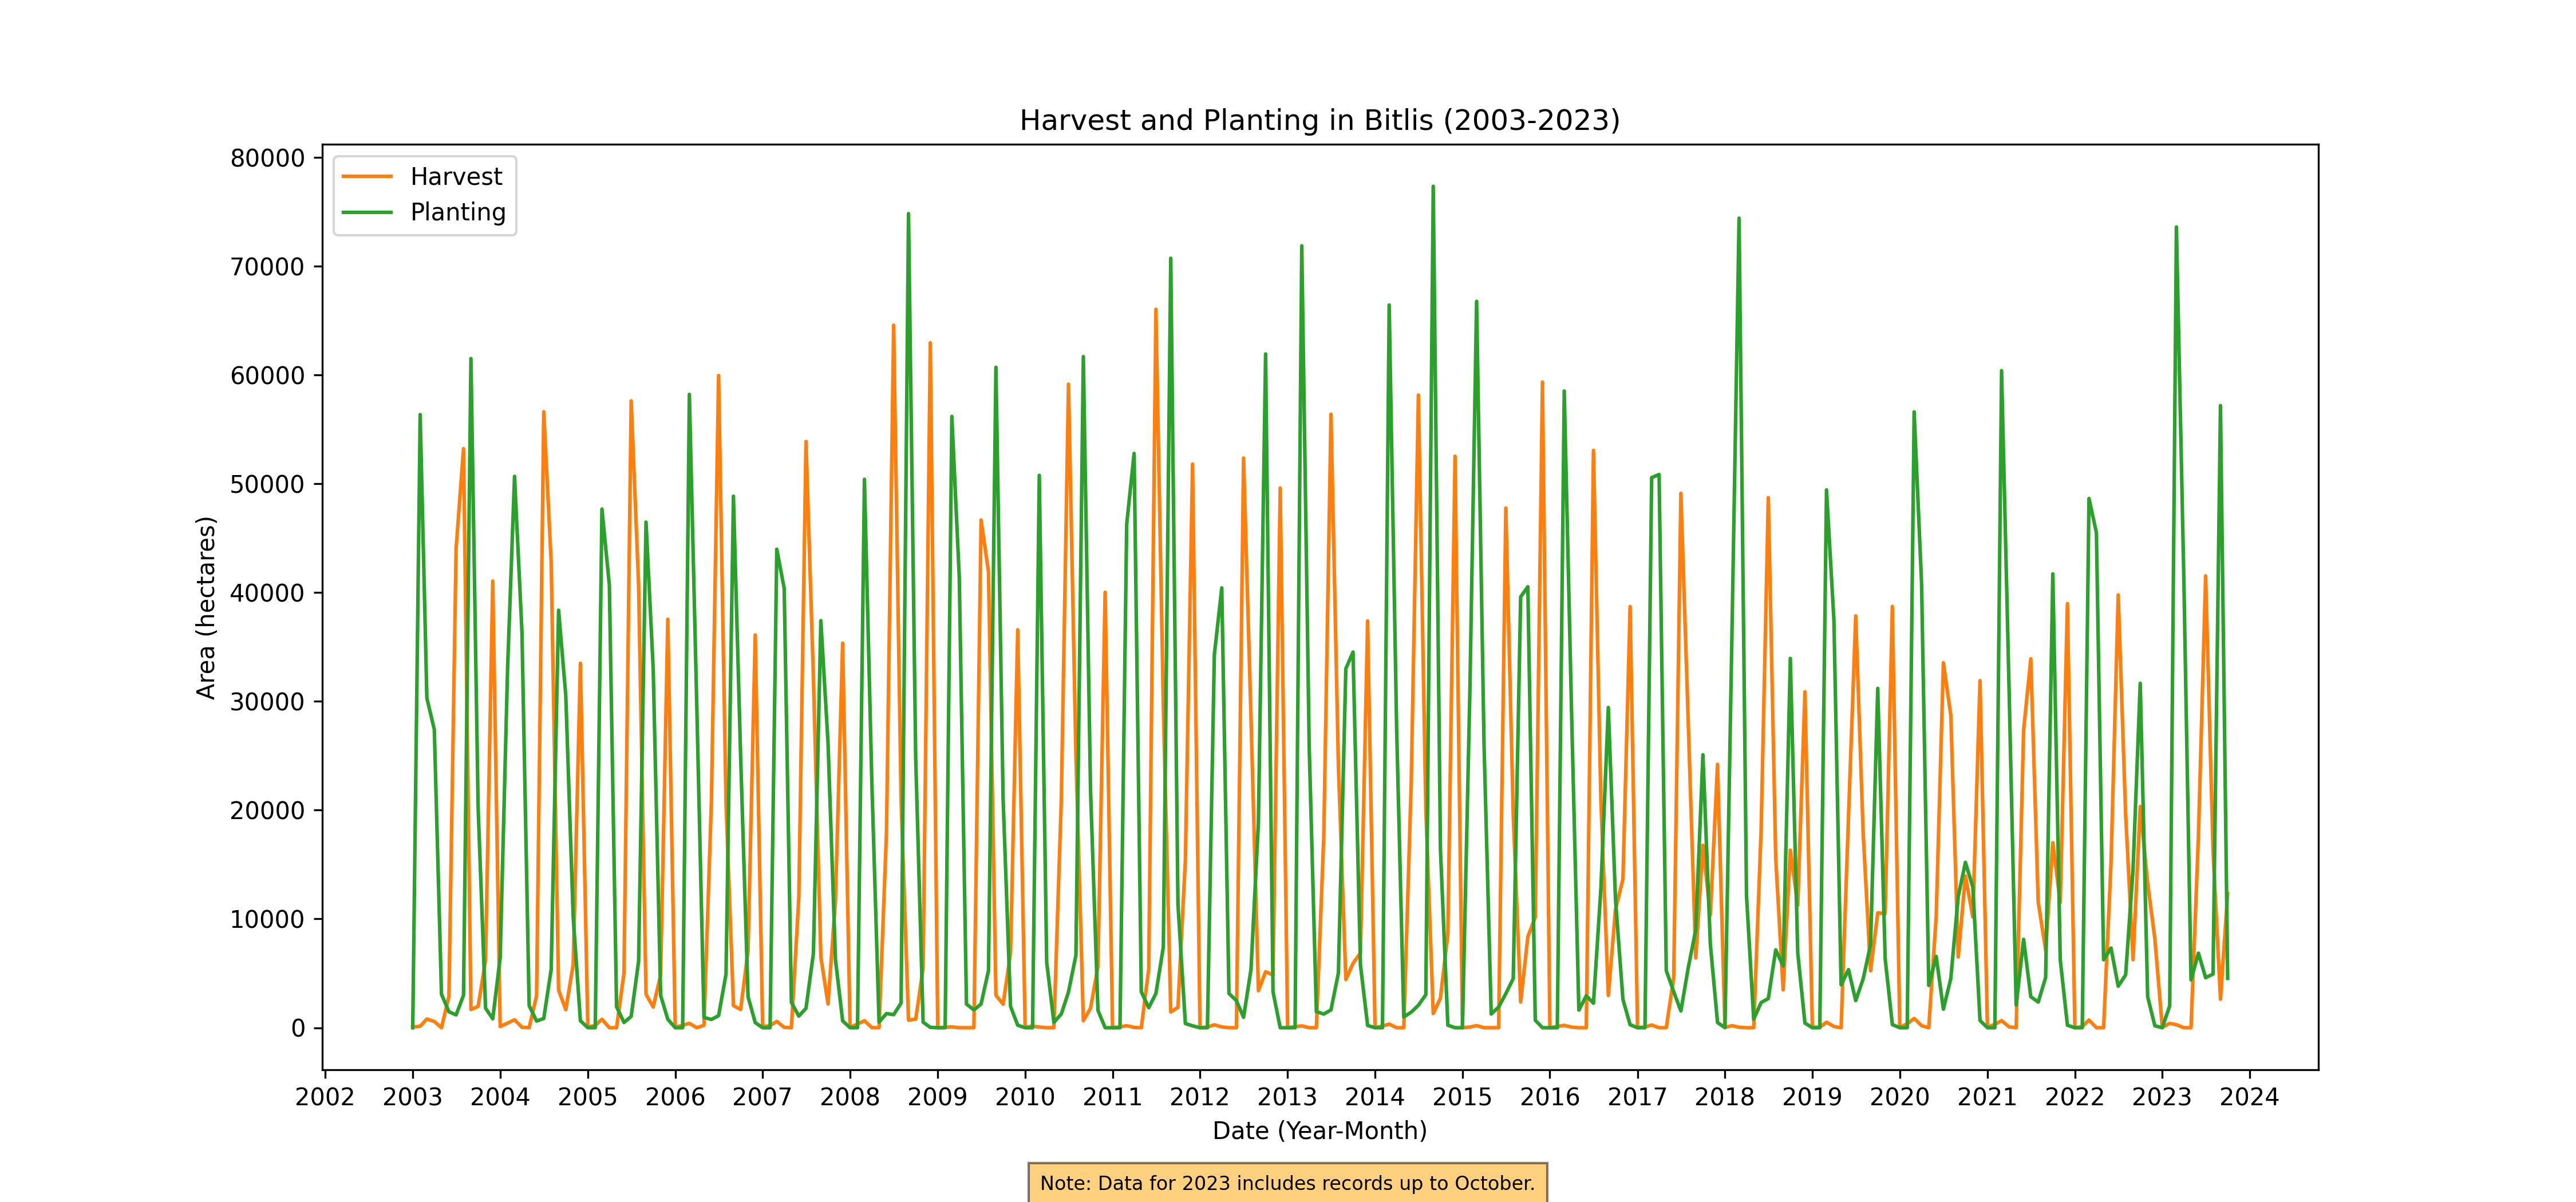 Harvest and Planting in Bitlis (2003-2023)
80000
70000
60000
50000
40000
30000
20000
10000
0
Area (hectares)
Harvest
Planting
2002 2003 2004 2005 2006 2007 2008 2009 2010 2011 2012 2013 2014 2015 2016 2017 2018 2019 2020 2021 2022 2023 2024
Date (Year-Month)
Note: Data for 2023 includes records up to October.